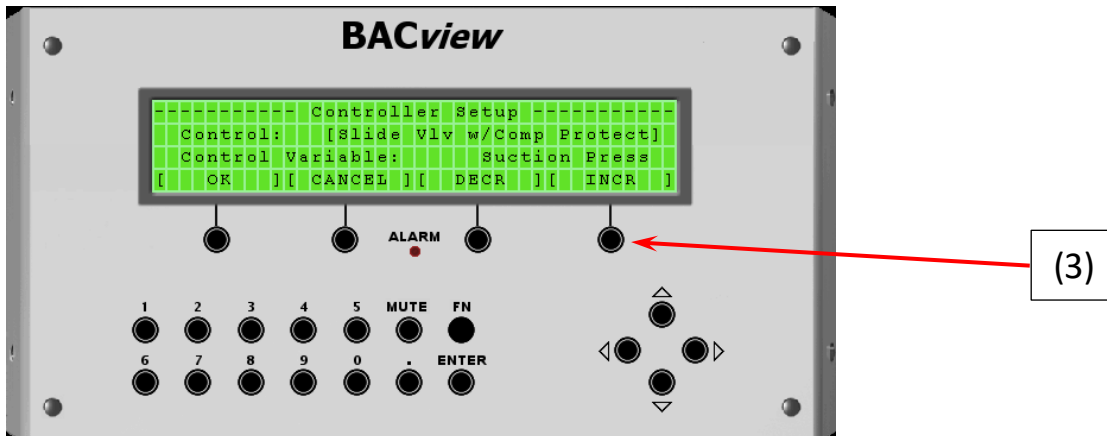 BACview
----------- Controller Setup -----------
Control: [Slide Vlv w/Comp Protect]
Control Variable: Suction Press
[ OK ][ CANCEL ][ DECR ][ INCR ]
ALARM
(3)
1 2 3 4 5 MUTE FN
6 7 8 9 0 . ENTER